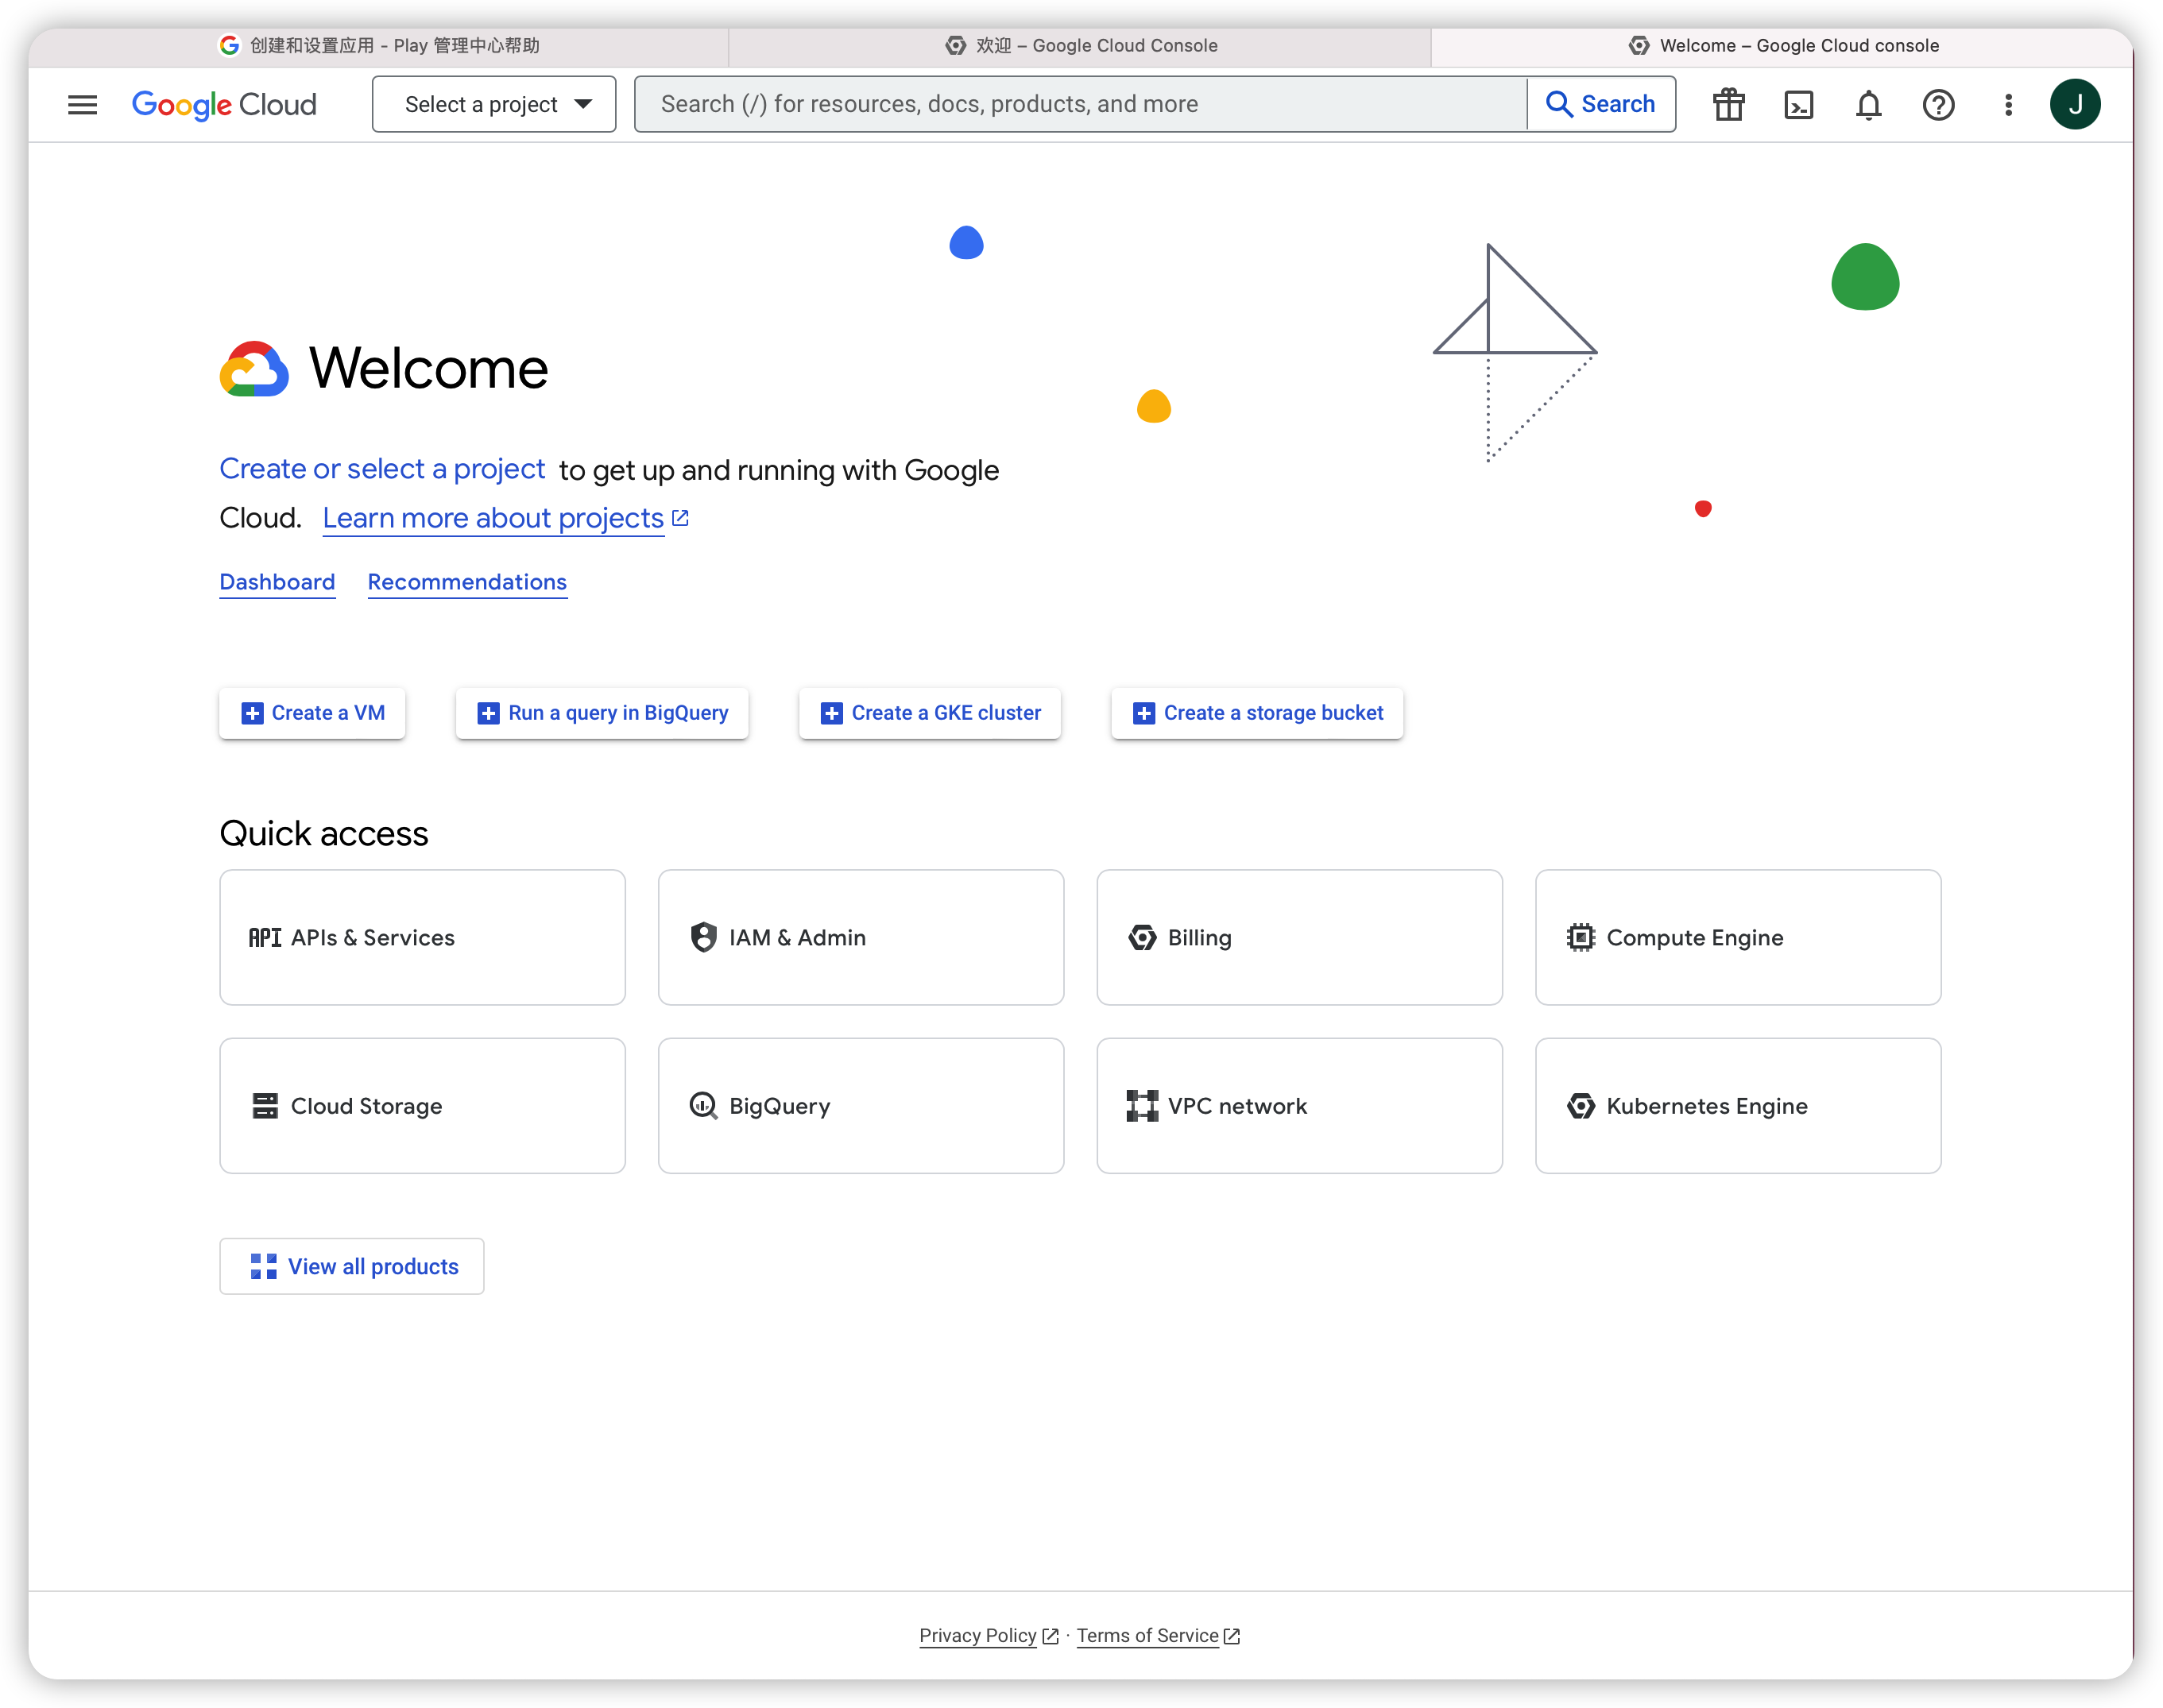 创建和设置应用 - Play 管理中心帮助
欢迎 – Google Cloud Console
Welcome – Google Cloud console
Google Cloud
Select a project
Search (/) for resources, docs, products, and more
Search
J
Welcome
Create or select a project to get up and running with Google
Cloud. Learn more about projects
Dashboard Recommendations
Create a VM
Run a query in BigQuery
Create a GKE cluster
Create a storage bucket
Quick access
API APIs & Services
IAM & Admin
Billing
Compute Engine
Cloud Storage
BigQuery
VPC network
Kubernetes Engine
View all products
Privacy Policy · Terms of Service